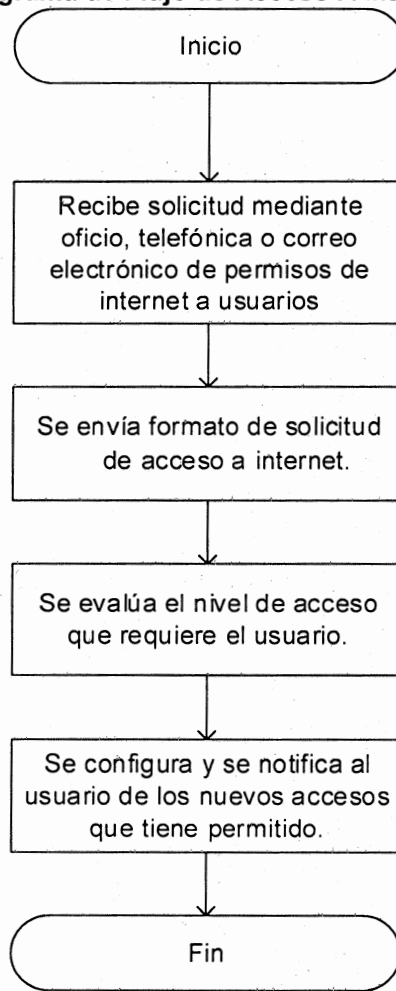 Inicio
Recibe solicitud mediante
oficio, telefónica o correo
electrónico de permisos de
internet a usuarios
Se envía formato de solicitud
de acceso a internet.
Se evalúa el nivel de acceso
que requiere el usuario.
Se configura y se notifica al
usuario de los nuevos accesos
que tiene permitido.
Fin